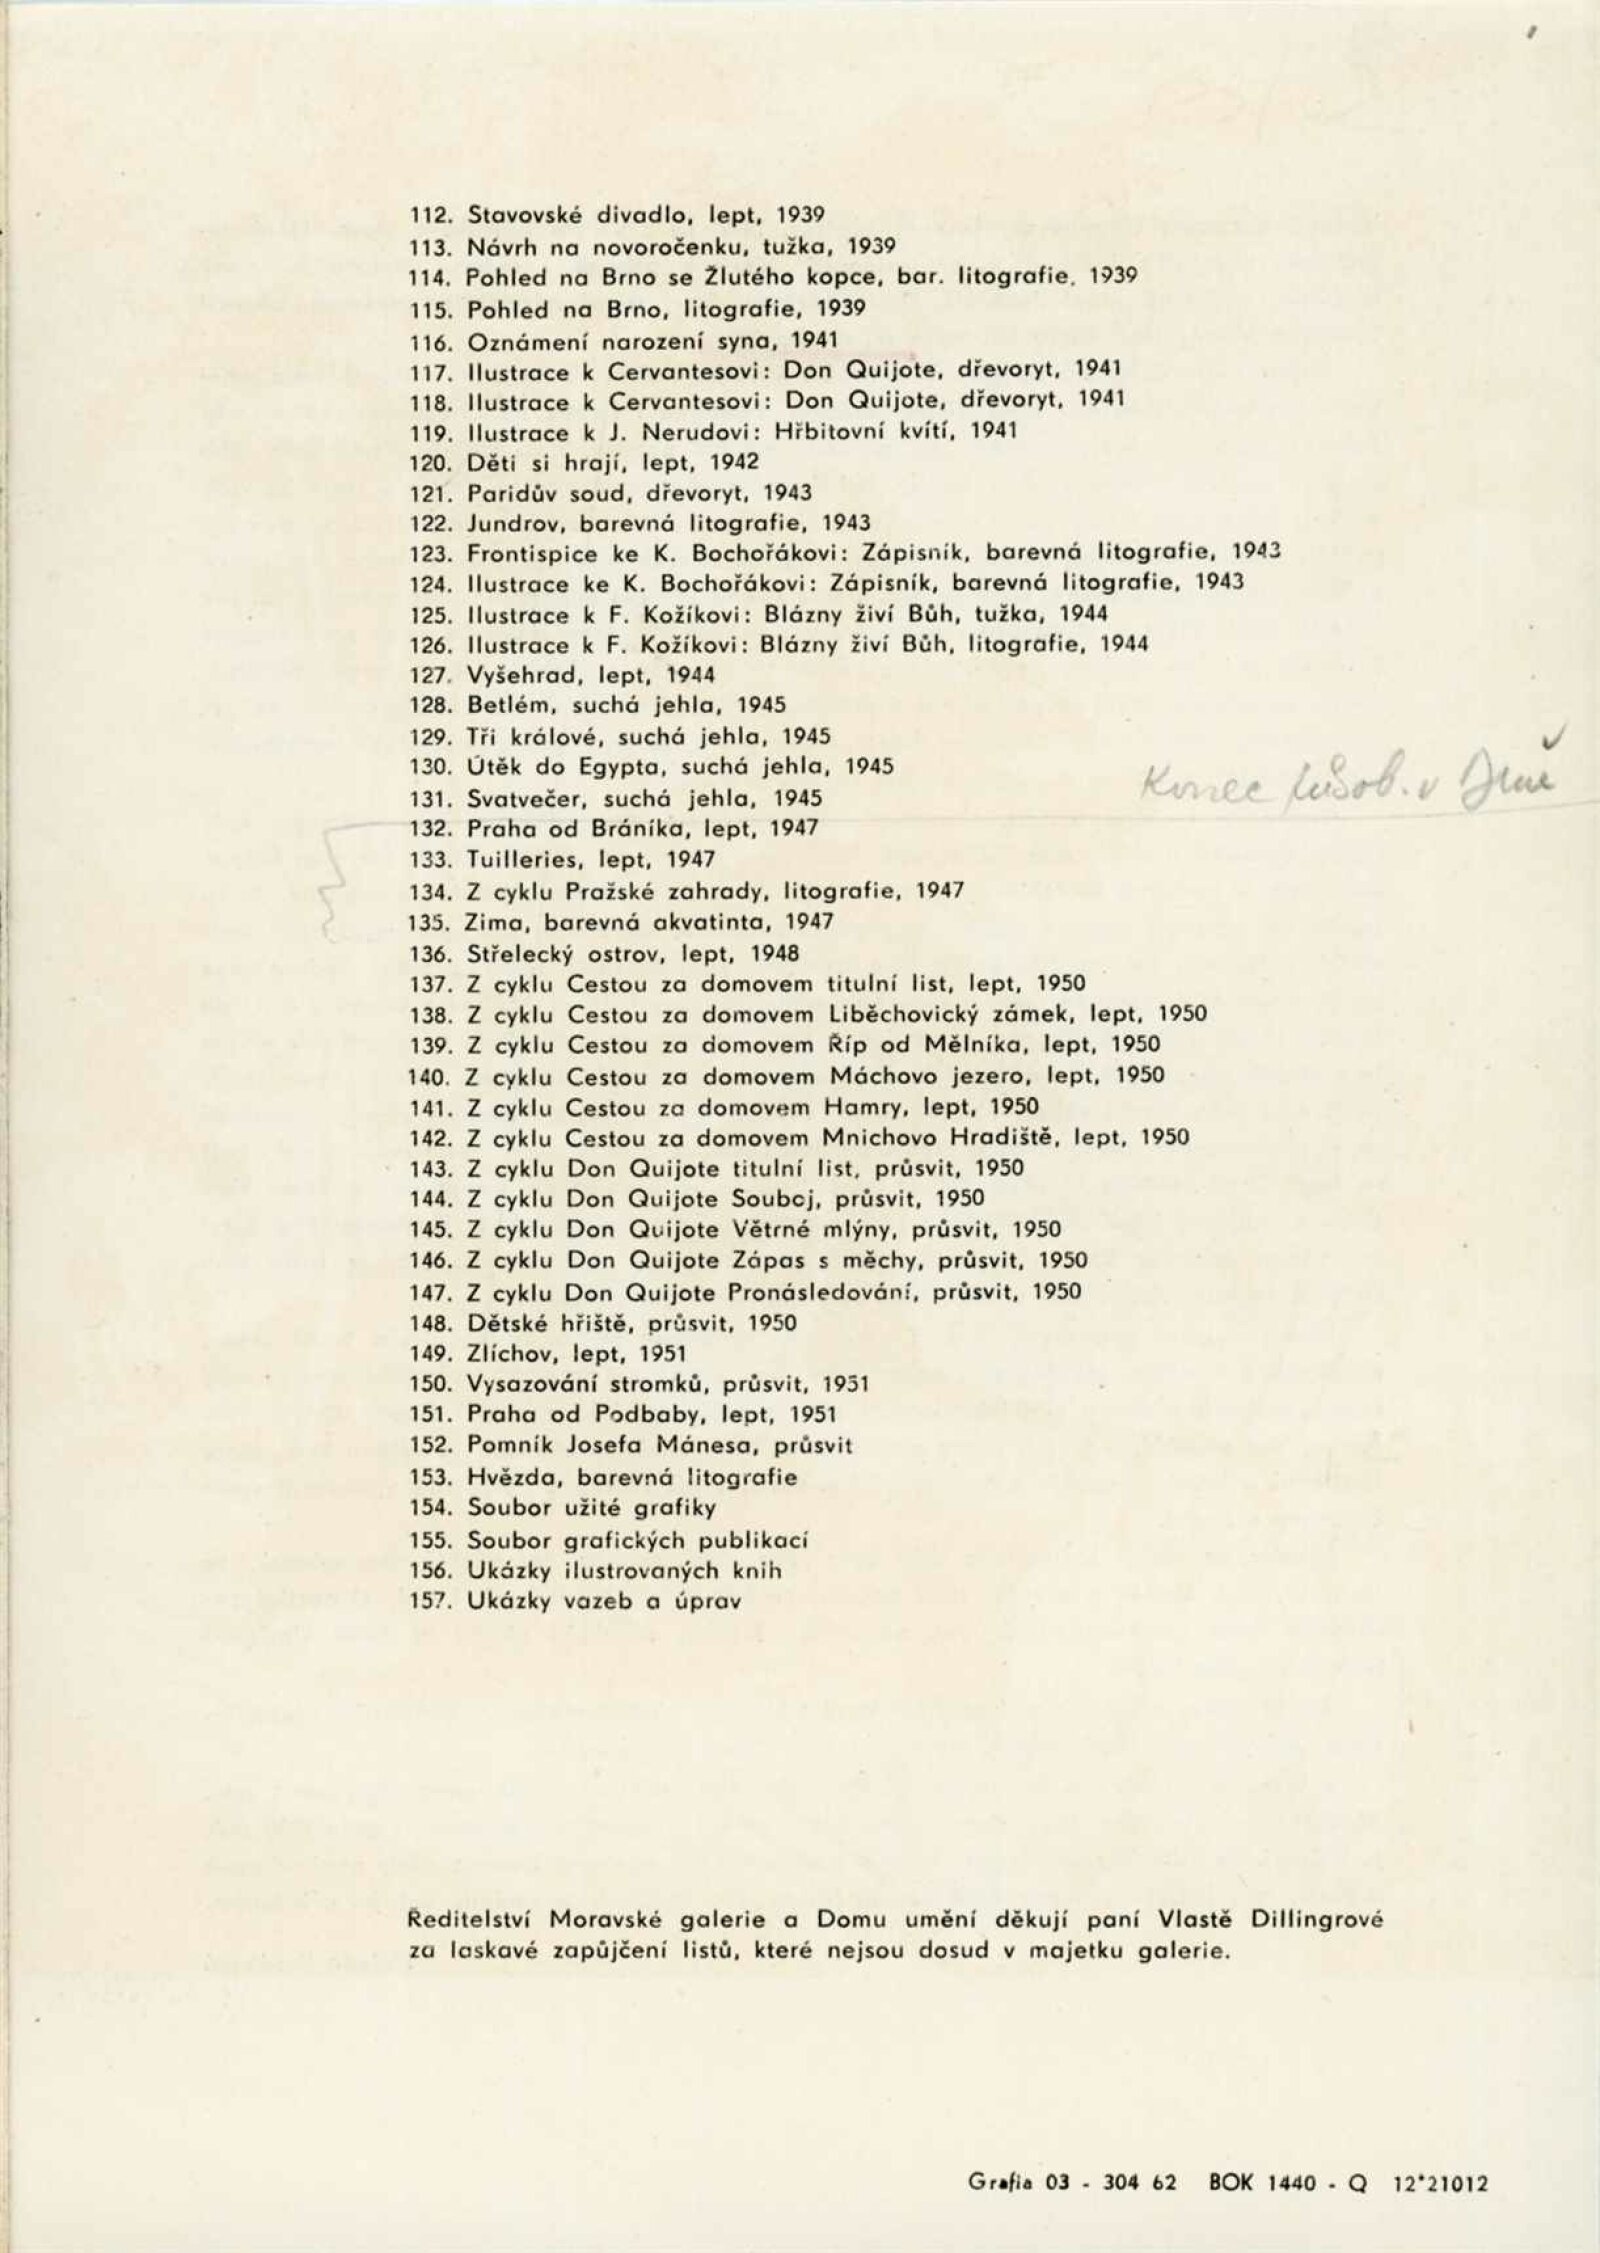 112. Stavovské divadlo, lept, 1939
113. Návrh na novoročenku, tužka, 1939
114. Pohled na Brno se Žlutého kopce, bar. litografie, 1939
115. Pohled na Brno, litografie, 1939
116. Oznámení narození syna, 1941
117. Ilustrace k Cervantesovi: Don Quijote, dřevoryt, 1941
118. Ilustrace k Cervantesovi: Don Quijote, dřevoryt, 1941
119. Ilustrace k J. Nerudovi: Hřbitovní kvítí, 1941
120. Děti si hrají, lept, 1942
121. Paridův soud, dřevoryt, 1943
122. Jundrov, barevná litografie, 1943
123. Frontispice ke K. Bochořákovi: Zápisník, barevná litografie, 1943
124. Ilustrace ke K. Bochořákovi: Zápisník, barevná litografie, 1943
125. Ilustrace k F. Kožíkovi: Blázny živí Bůh, tužka, 1944
126. Ilustrace k F. Kožíkovi: Blázny živí Bůh, litografie, 1944
127. Vyšehrad, lept, 1944
128. Betlém, suchá jehla, 1945
129. Tři králové, suchá jehla, 1945
130. Útěk do Egypta, suchá jehla, 1945
Konec působ. v Brně
131. Svatvečer, suchá jehla, 1945
132. Praha od Bráníka, lept, 1947
133. Tuilleries, lept, 1947
134. Z cyklu Pražské zahrady, litografie, 1947
135. Zima, barevná akvatinta, 1947
136. Střelecký ostrov, lept, 1948
137. Z cyklu Cestou za domovem titulní list, lept, 1950
138. Z cyklu Cestou za domovem Liběchovický zámek, lept, 1950
139. Z cyklu Cestou za domovem Říp od Mělníka, lept, 1950
140. Z cyklu Cestou za domovem Máchovo jezero, lept, 1950
141. Z cyklu Cestou za domovem Hamry, lept, 1950
142. Z cyklu Cestou za domovem Mnichovo Hradiště, lept, 1950
143. Z cyklu Don Quijote titulní list, průsvit, 1950
144. Z cyklu Don Quijote Souboj, průsvit, 1950
145. Z cyklu Don Quijote Větrné mlýny, průsvit, 1950
146. Z cyklu Don Quijote Zápas s měchy, průsvit, 1950
147. Z cyklu Don Quijote Pronásledování, průsvit, 1950
148. Dětské hřiště, průsvit, 1950
149. Zlíchov, lept, 1951
150. Vysazování stromků, průsvit, 1951
151. Praha od Podbaby, lept, 1951
152. Pomník Josefa Mánesa, průsvit
153. Hvězda, barevná litografie
154. Soubor užité grafiky
155. Soubor grafických publikací
156. Ukázky ilustrovaných knih
157. Ukázky vazeb a úprav
Ředitelství Moravské galerie a Domu umění děkují paní Vlastě Dillingrové
za laskavé zapůjčení listů, které nejsou dosud v majetku galerie.
Grafia 03 - 304 62 BOK 1440 - Q 12*21012